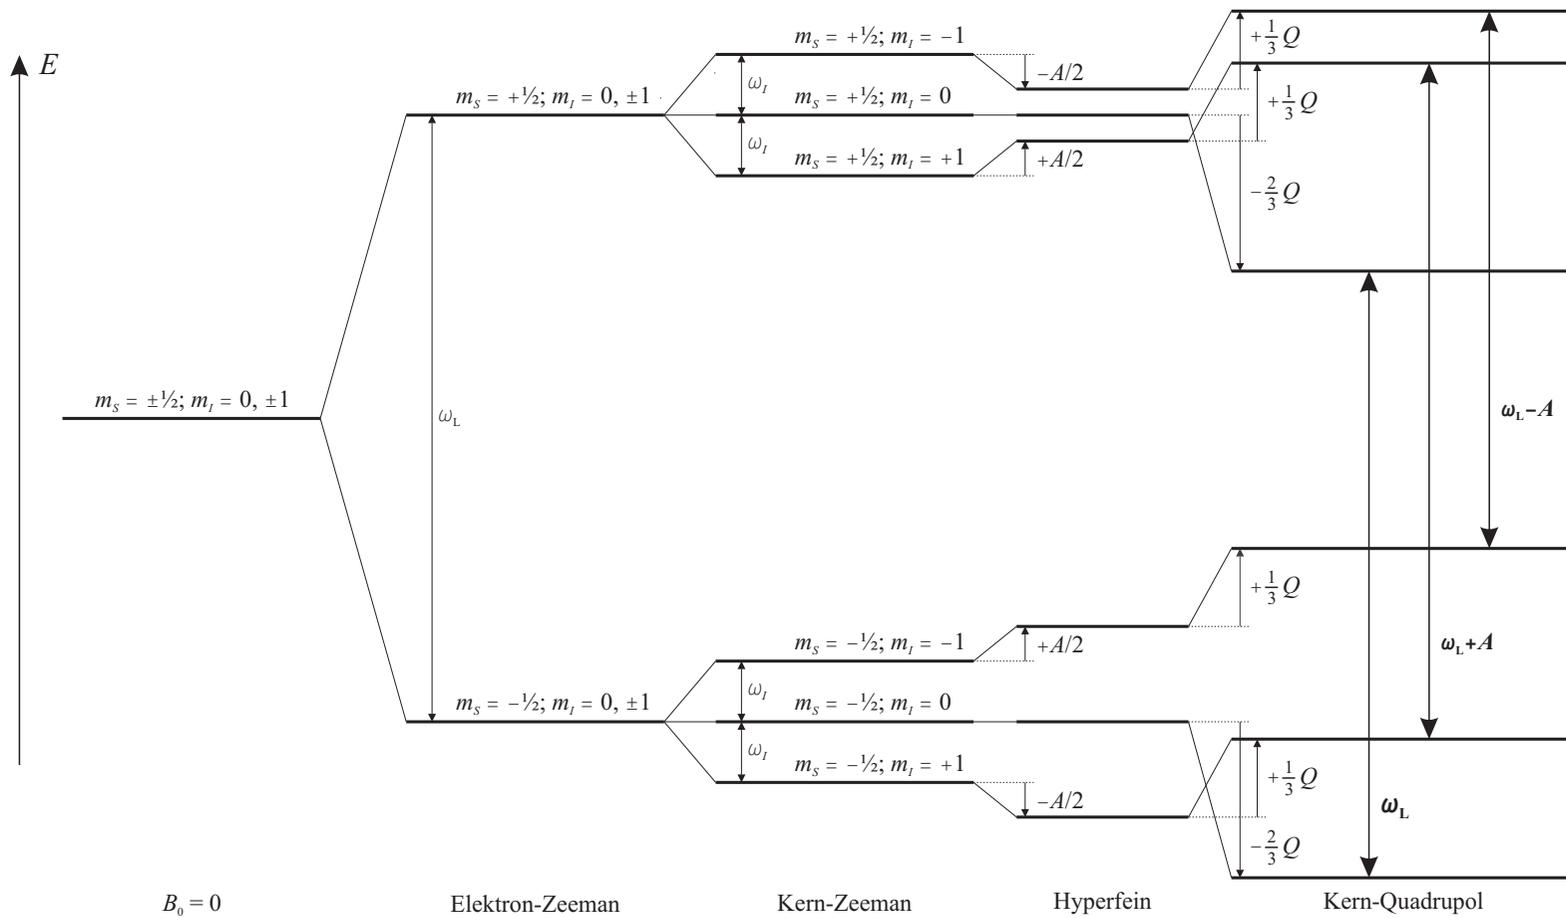 E
m_S = ±½; m_I = 0, ±1
B_0 = 0
m_S = +½; m_I = 0, ±1
ω_L
m_S = −½; m_I = 0, ±1
Elektron-Zeeman
m_S = +½; m_I = −1
ω_I
m_S = +½; m_I = 0
ω_I
m_S = +½; m_I = +1
m_S = −½; m_I = −1
ω_I
m_S = −½; m_I = 0
ω_I
m_S = −½; m_I = +1
Kern-Zeeman
−A/2
+A/2
+A/2
−A/2
Hyperfein
+1/3 Q
+1/3 Q
−2/3 Q
+1/3 Q
+1/3 Q
−2/3 Q
ω_L−A
ω_L+A
ω_L
Kern-Quadrupol